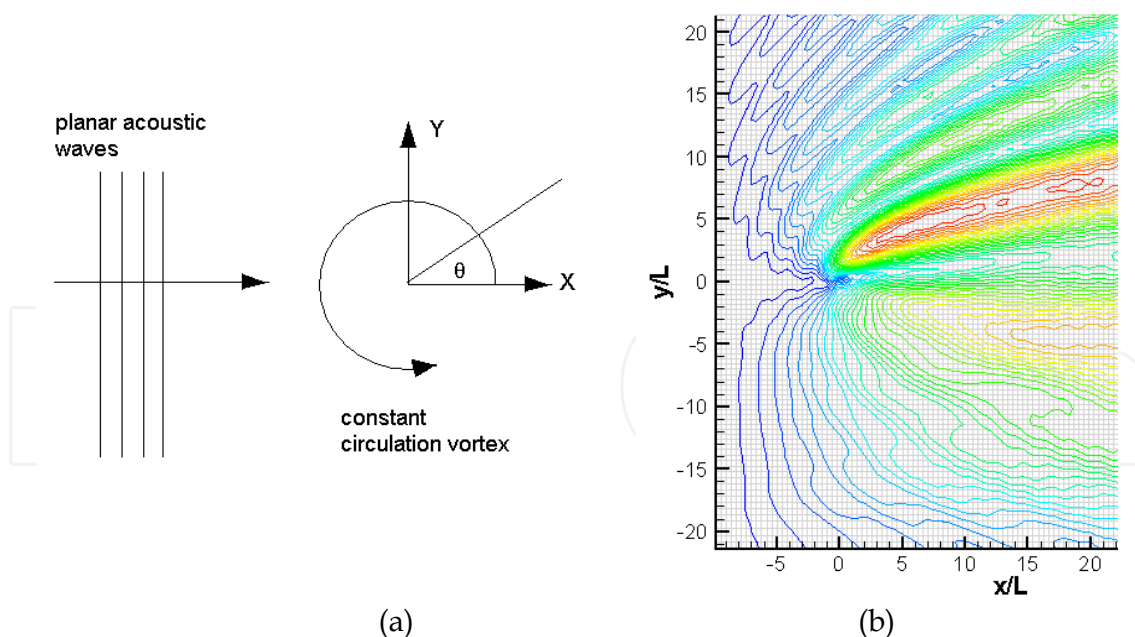 planar acoustic
waves
Y
θ
X
constant
circulation vortex
(a)
20
15
10
5
0
-5
-10
-15
-20
y/L
-5 0 5 10 15 20
x/L
(b)